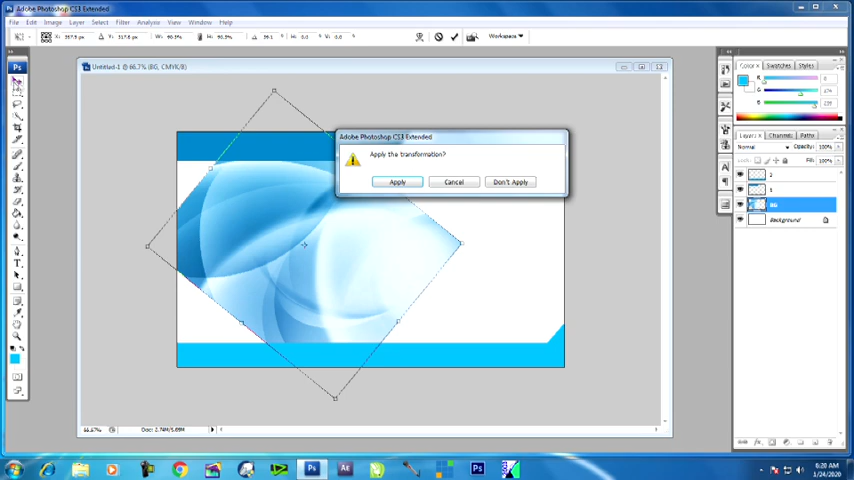 Adobe Photoshop CS3 Extended
File Edit Image Layer Select Filter Analysis View Window Help
Workspace
Untitled-1 @ 66.7% (BG, CMYK/8)
Adobe Photoshop CS3 Extended
Apply the transformation?
Apply Cancel Don't Apply
Color Swatches Styles
R
G
B
Layers Channels Paths
Normal Opacity: 100%
Lock: Fill: 100%
2
1
BG
Background
66.67%
Ps
6:20 AM
1/24/2020